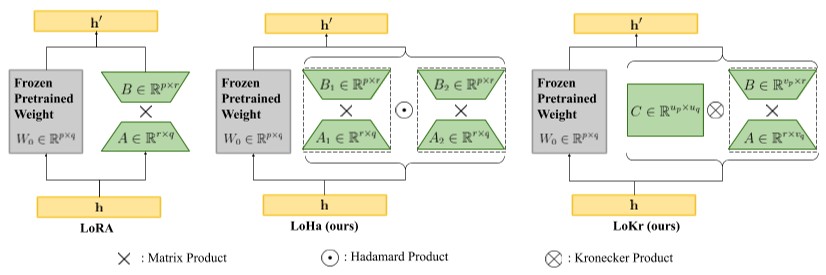 h′
Frozen
Pretrained
Weight
W₀ ∈ ℝ^{p×q}
B ∈ ℝ^{p×r}
×
A ∈ ℝ^{r×q}
h
LoRA
h′
Frozen
Pretrained
Weight
W₀ ∈ ℝ^{p×q}
B₁ ∈ ℝ^{p×r}
×
A₁ ∈ ℝ^{r×q}
⊙
B₂ ∈ ℝ^{p×r}
×
A₂ ∈ ℝ^{r×q}
h
LoHa (ours)
h′
Frozen
Pretrained
Weight
W₀ ∈ ℝ^{p×q}
C ∈ ℝ^{u_p×u_q}
⊗
B ∈ ℝ^{v_p×r}
×
A ∈ ℝ^{r×v_q}
h
LoKr (ours)
× : Matrix Product
⊙ : Hadamard Product
⊗ : Kronecker Product